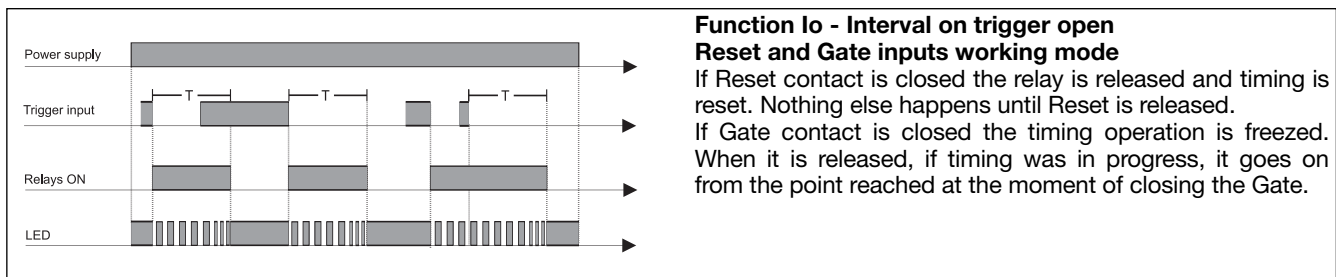 Power supply
T T T
Trigger input
Relays ON
LED
Function Io - Interval on trigger open
Reset and Gate inputs working mode
If Reset contact is closed the relay is released and timing is
reset. Nothing else happens until Reset is released.
If Gate contact is closed the timing operation is freezed.
When it is released, if timing was in progress, it goes on
from the point reached at the moment of closing the Gate.